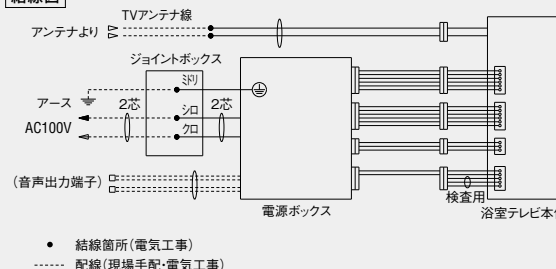 結線図
TVアンテナ線
アンテナより
ジョイントボックス
ミドリ
アース
2芯
シロ
2芯
AC100V
クロ
(音声出力端子)
電源ボックス
検査用
浴室テレビ本体
● 結線箇所(電気工事)
------ 配線(現場手配・電気工事)